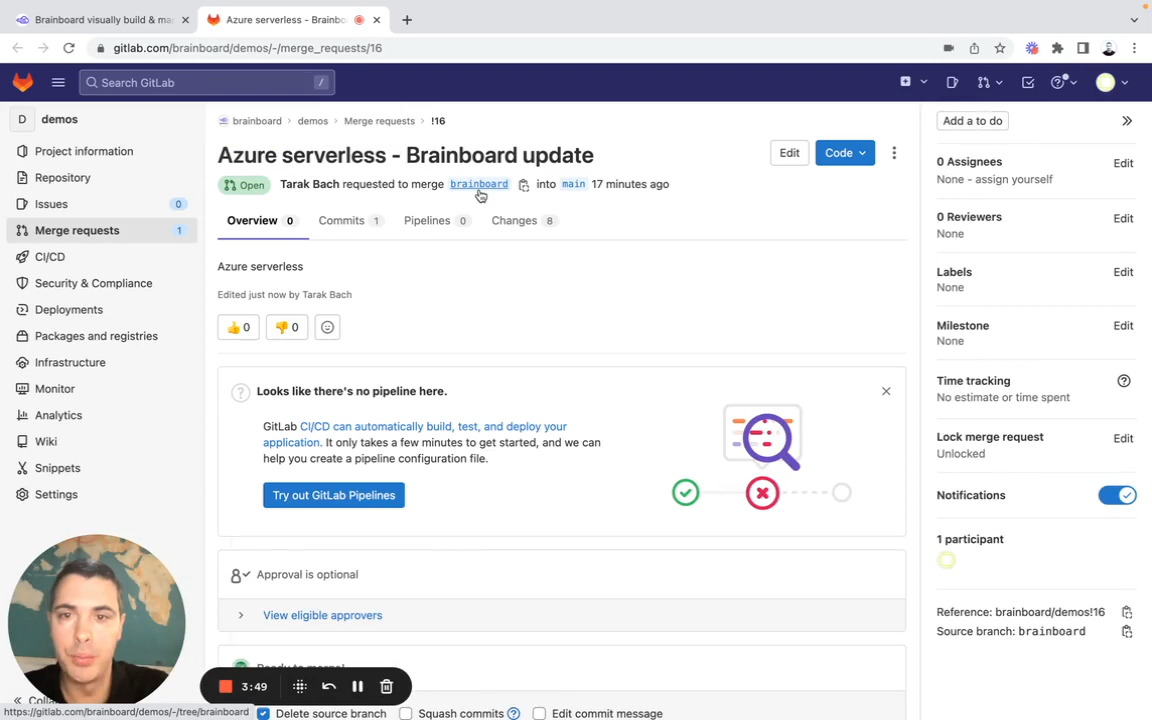 Brainboard visually build & ma
Azure serverless - Brainbo
gitlab.com/brainboard/demos/-/merge_requests/16
Search GitLab
/
D
demos
Project information
Repository
Issues
0
Merge requests
1
CI/CD
Security & Compliance
Deployments
Packages and registries
Infrastructure
Monitor
Analytics
Wiki
Snippets
Settings
brainboard
demos
Merge requests
!16
Azure serverless - Brainboard update
Edit
Code
Open
Tarak Bach requested to merge brainboard into main 17 minutes ago
Overview 0
Commits 1
Pipelines 0
Changes 8
Azure serverless
Edited just now by Tarak Bach
0
0
Looks like there's no pipeline here.
GitLab CI/CD can automatically build, test, and deploy your
application. It only takes a few minutes to get started, and we can
help you create a pipeline configuration file.
Try out GitLab Pipelines
Approval is optional
View eligible approvers
Ready to merge!
3:49
Delete source branch
Squash commits
Edit commit message
Add a to do
0 Assignees
Edit
None - assign yourself
0 Reviewers
Edit
None
Labels
Edit
None
Milestone
Edit
None
Time tracking
No estimate or time spent
Lock merge request
Edit
Unlocked
Notifications
1 participant
Reference: brainboard/demos!16
Source branch: brainboard
« Coll
https://gitlab.com/brainboard/demos/-/tree/brainboard